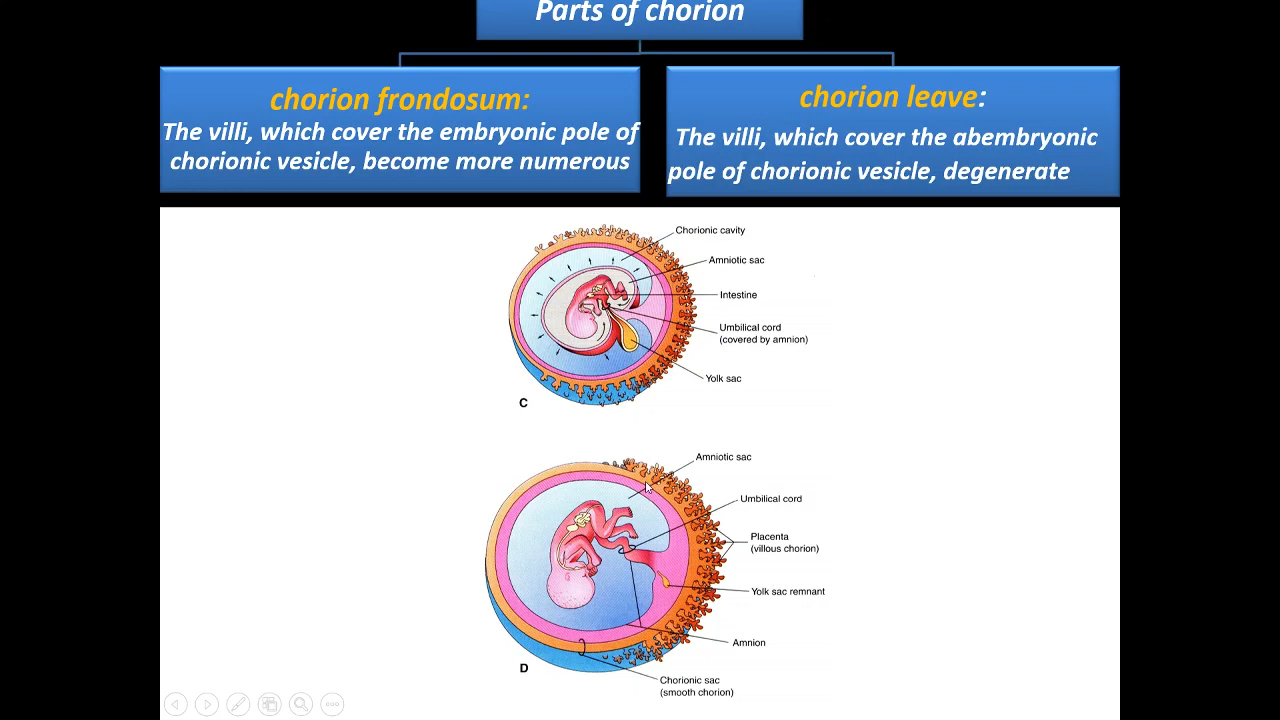 Parts of chorion
chorion frondosum:
The villi, which cover the embryonic pole of
chorionic vesicle, become more numerous
chorion leave:
The villi, which cover the abembryonic
pole of chorionic vesicle, degenerate
Chorionic cavity
Amniotic sac
Intestine
Umbilical cord
(covered by amnion)
Yolk sac
C
Amniotic sac
Umbilical cord
Placenta
(villous chorion)
Yolk sac remnant
Amnion
D
Chorionic sac
(smooth chorion)